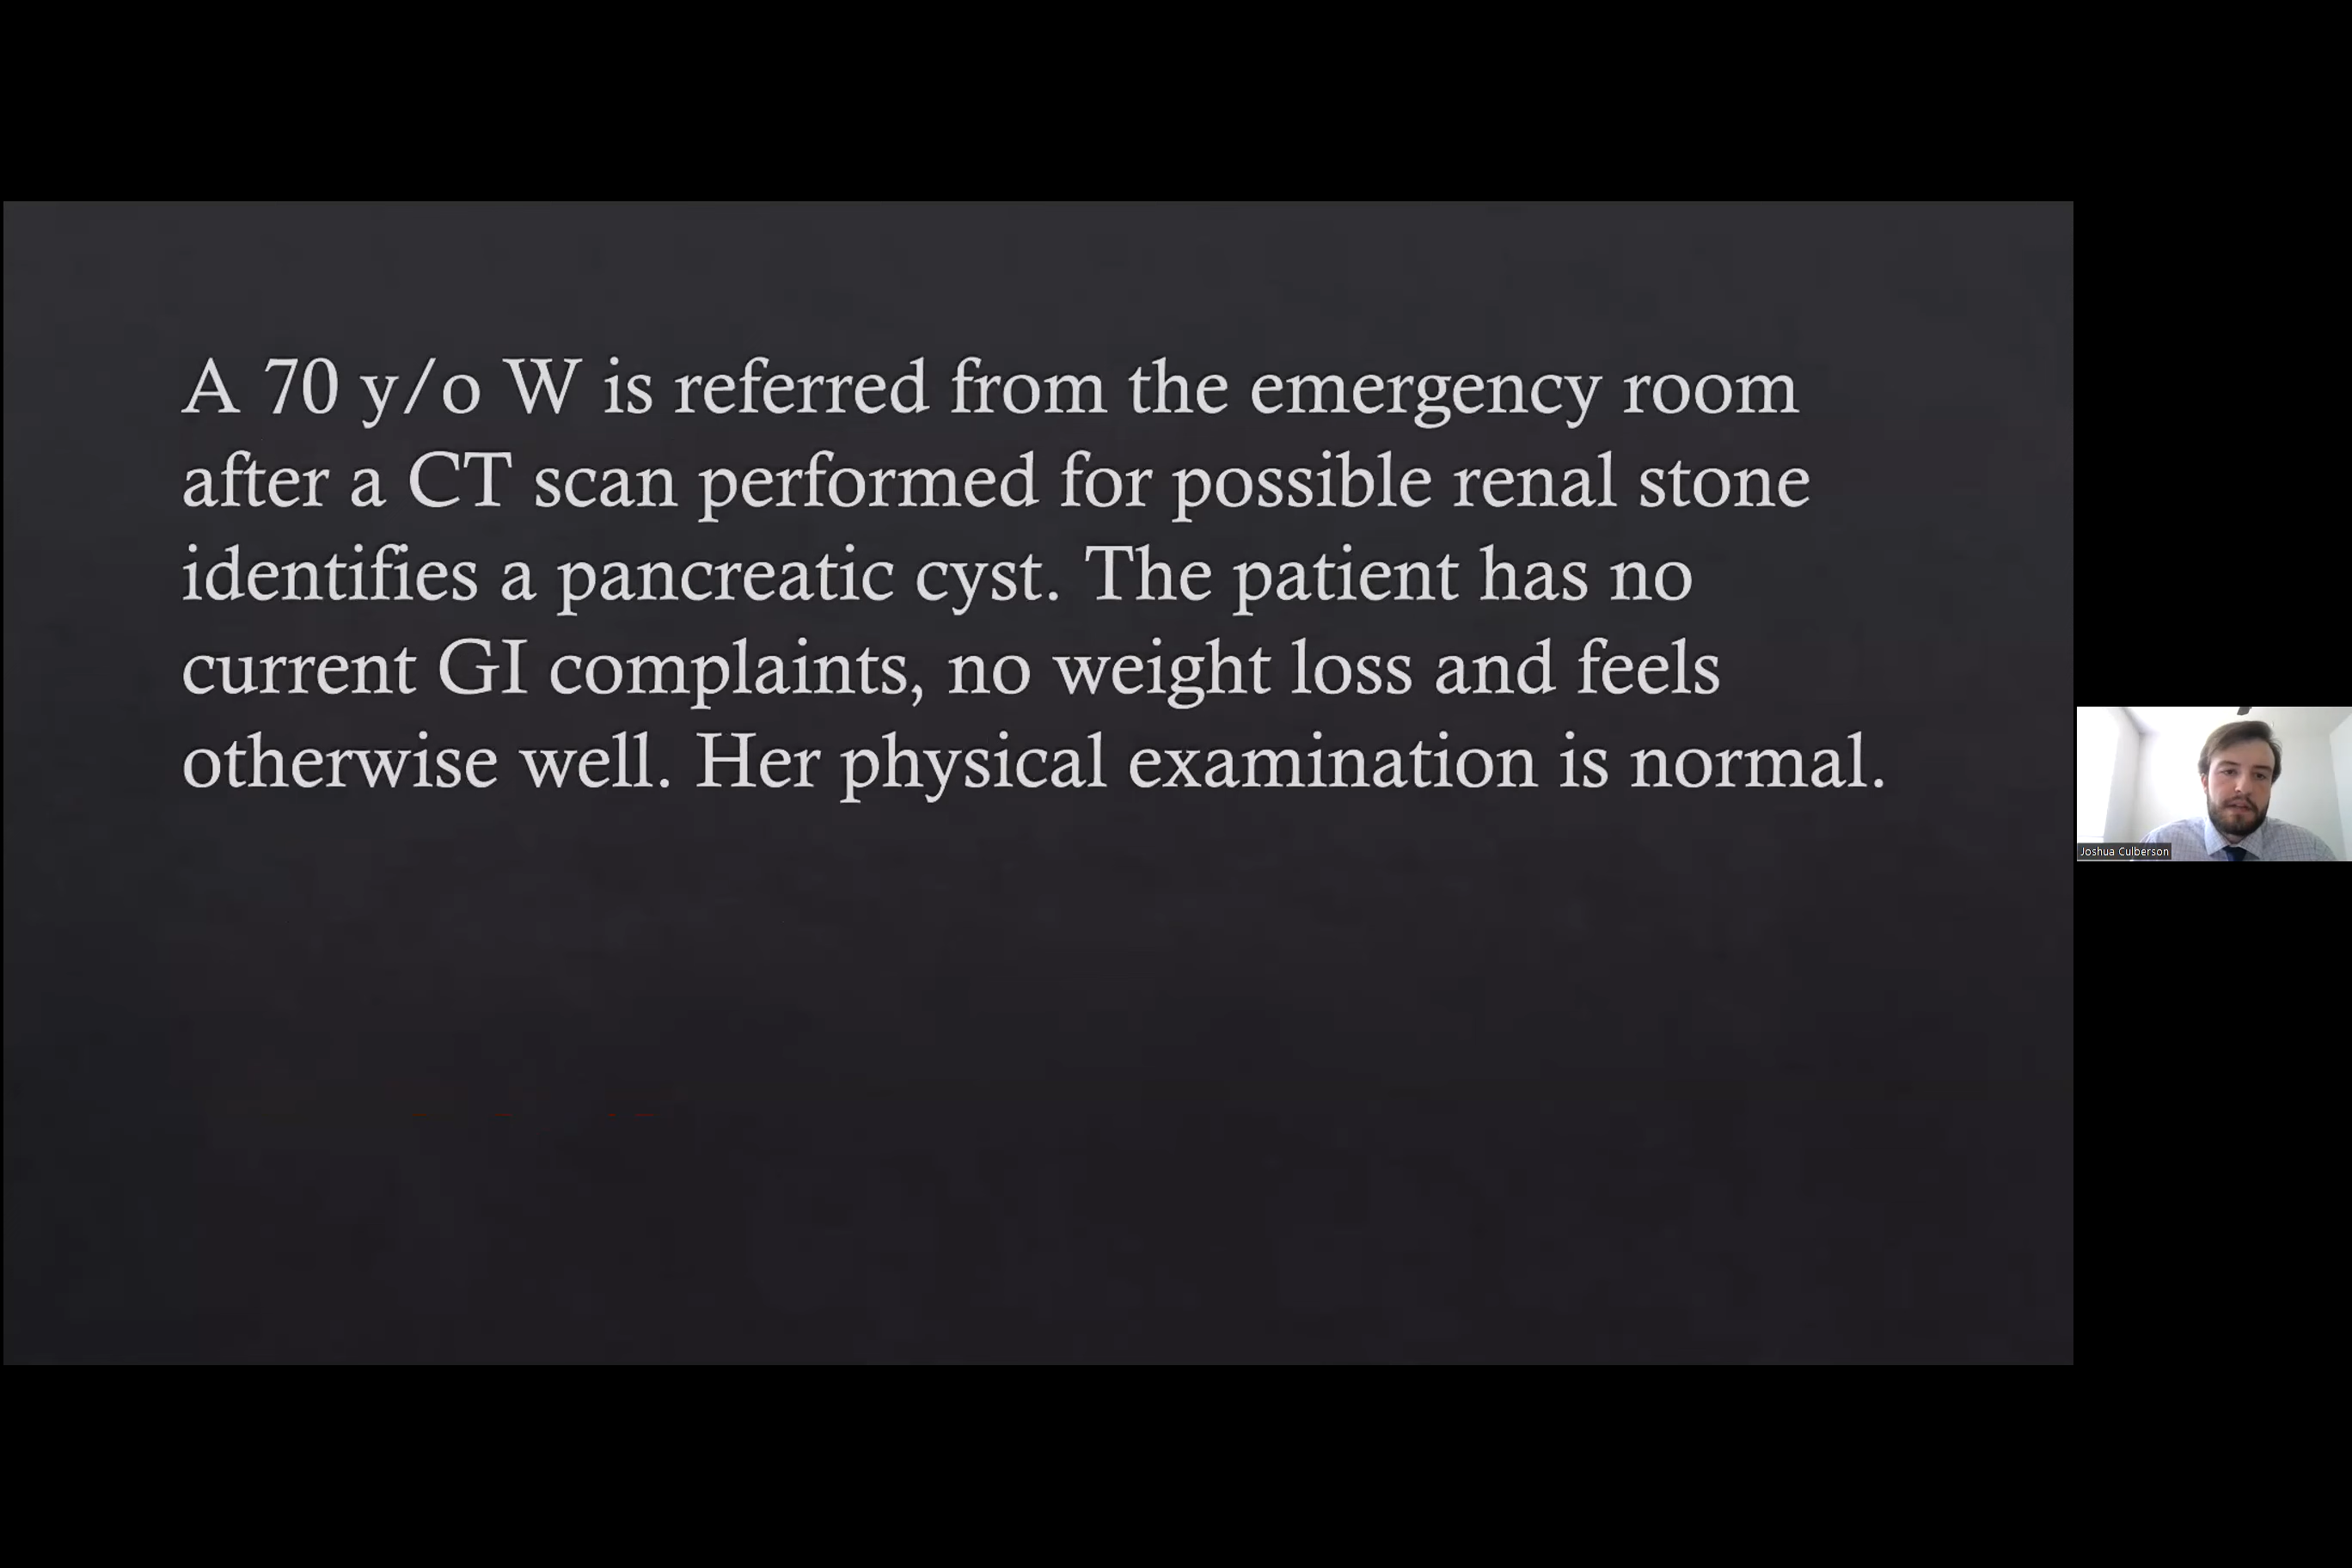 A 70 y/o W is referred from the emergency room
after a CT scan performed for possible renal stone
identifies a pancreatic cyst. The patient has no
current GI complaints, no weight loss and feels
otherwise well. Her physical examination is normal.
Joshua Culberson